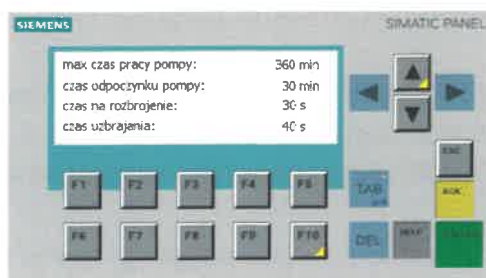 SIEMENS
SIMATIC PANEL
max czas pracy pompy: 360 min
czas odpoczynku pompy: 30 min
czas na rozbrojenie: 30 s
czas uzbrajania: 40 s
ESC
F1 F2 F3 F4 F5
TAB
ACK
F6 F7 F8 F9 F10
DEL